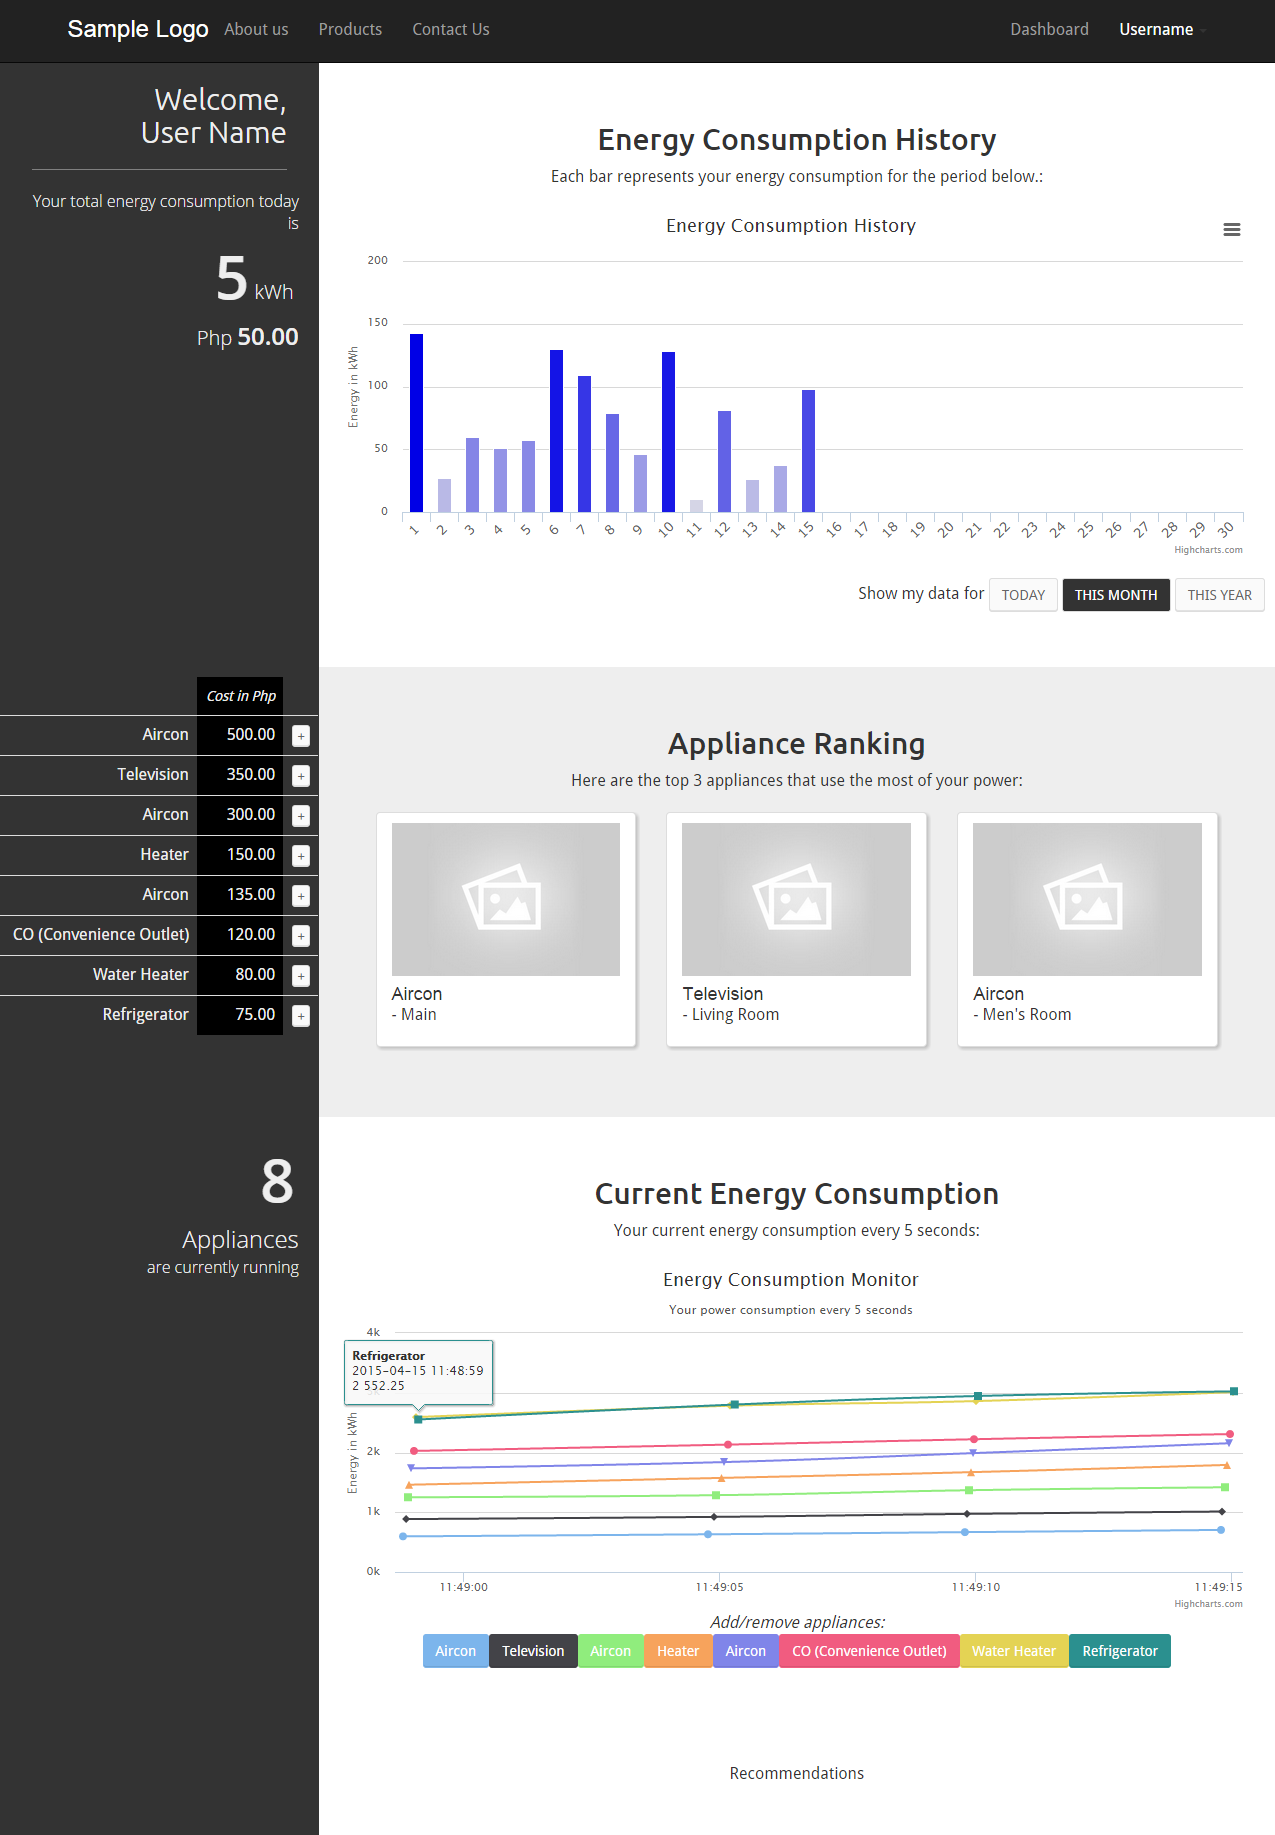 Sample Logo About us Products Contact Us Dashboard Username
Welcome,
User Name
Your total energy consumption today
is
5 kWh
Php 50.00
Cost in Php
Aircon 500.00 +
Television 350.00 +
Aircon 300.00 +
Heater 150.00 +
Aircon 135.00 +
CO (Convenience Outlet) 120.00 +
Water Heater 80.00 +
Refrigerator 75.00 +
8
Appliances
are currently running
Energy Consumption History
Each bar represents your energy consumption for the period below.:
Energy Consumption History
200
150
100
50
0
Energy in kWh
1 2 3 4 5 6 7 8 9 10 11 12 13 14 15 16 17 18 19 20 21 22 23 24 25 26 27 28 29 30
Highcharts.com
Show my data for TODAY THIS MONTH THIS YEAR
Appliance Ranking
Here are the top 3 appliances that use the most of your power:
Aircon
- Main
Television
- Living Room
Aircon
- Men's Room
Current Energy Consumption
Your current energy consumption every 5 seconds:
Energy Consumption Monitor
Your power consumption every 5 seconds
4k
Refrigerator
2015-04-15 11:48:59
2 552.25
2k
1k
0k
Energy in kWh
11:49:00 11:49:05 11:49:10 11:49:15
Highcharts.com
Add/remove appliances:
Aircon Television Aircon Heater Aircon CO (Convenience Outlet) Water Heater Refrigerator
Recommendations